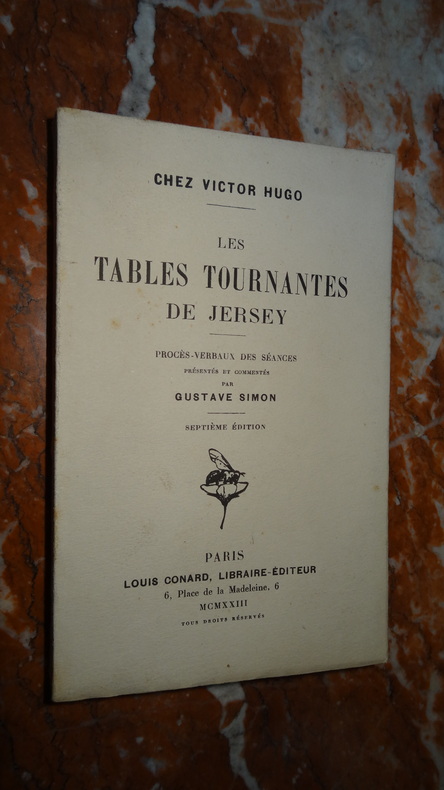 CHEZ VICTOR HUGO
LES
TABLES TOURNANTES
DE JERSEY
PROCÈS-VERBAUX DES SÉANCES
PRÉSENTÉS ET COMMENTÉS
PAR
GUSTAVE SIMON
SEPTIÈME ÉDITION
PARIS
LOUIS CONARD, LIBRAIRE-ÉDITEUR
6, Place de la Madeleine, 6
MCMXXIII
TOUS DROITS RÉSERVÉS